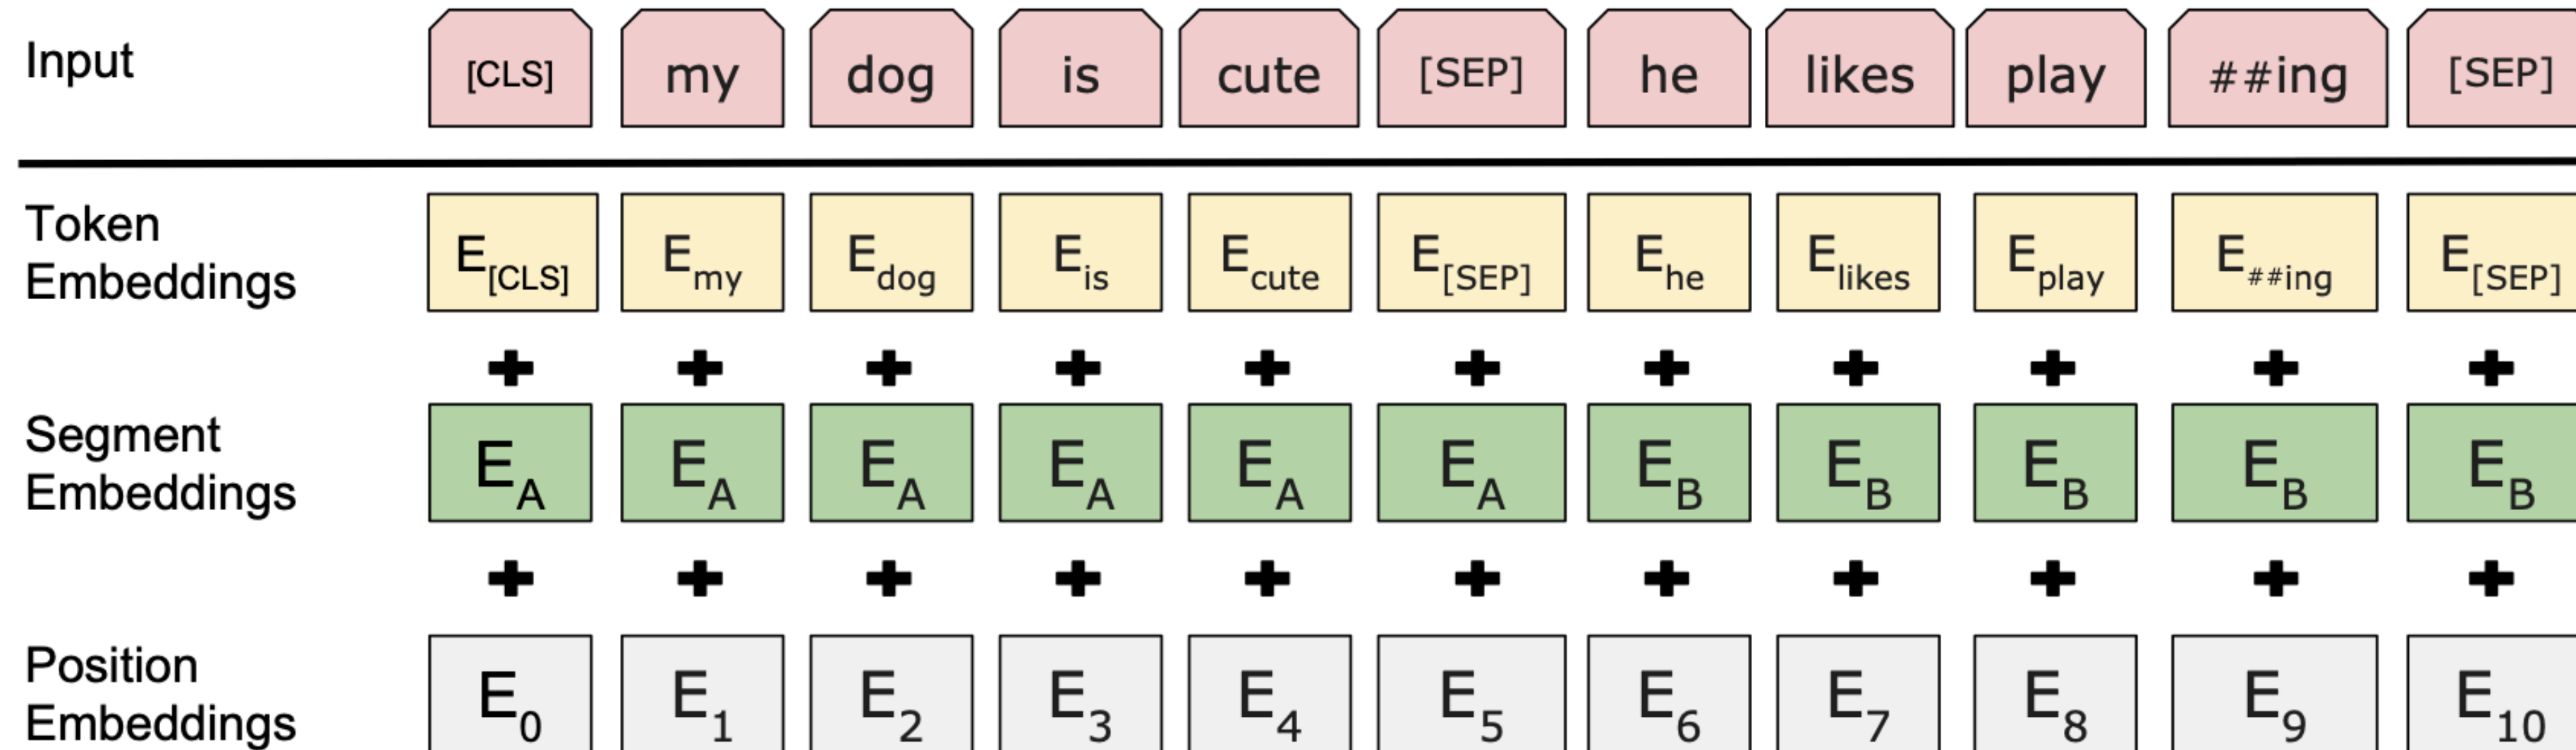 Input [CLS] my dog is cute [SEP] he likes play ##ing [SEP]
Token
Embeddings E[CLS] Emy Edog Eis Ecute E[SEP] Ehe Elikes Eplay E##ing E[SEP]
+ + + + + + + + + + +
Segment
Embeddings EA EA EA EA EA EA EB EB EB EB EB
+ + + + + + + + + + +
Position
Embeddings E0 E1 E2 E3 E4 E5 E6 E7 E8 E9 E10